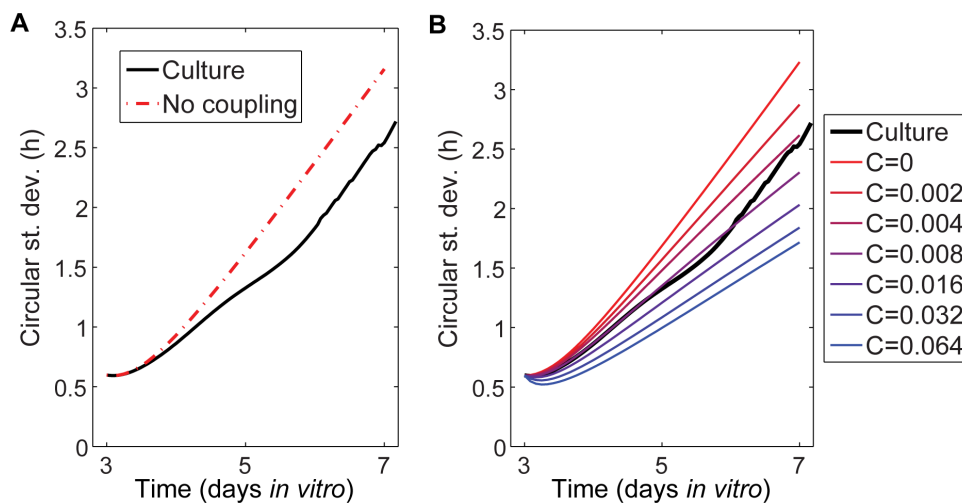 A
Circular st. dev. (h)
3.5
3
2.5
2
1.5
1
0.5
0
3
5
7
Time (days in vitro)
Culture
No coupling
B
Circular st. dev. (h)
3.5
3
2.5
2
1.5
1
0.5
0
3
5
7
Time (days in vitro)
Culture
C=0
C=0.002
C=0.004
C=0.008
C=0.016
C=0.032
C=0.064